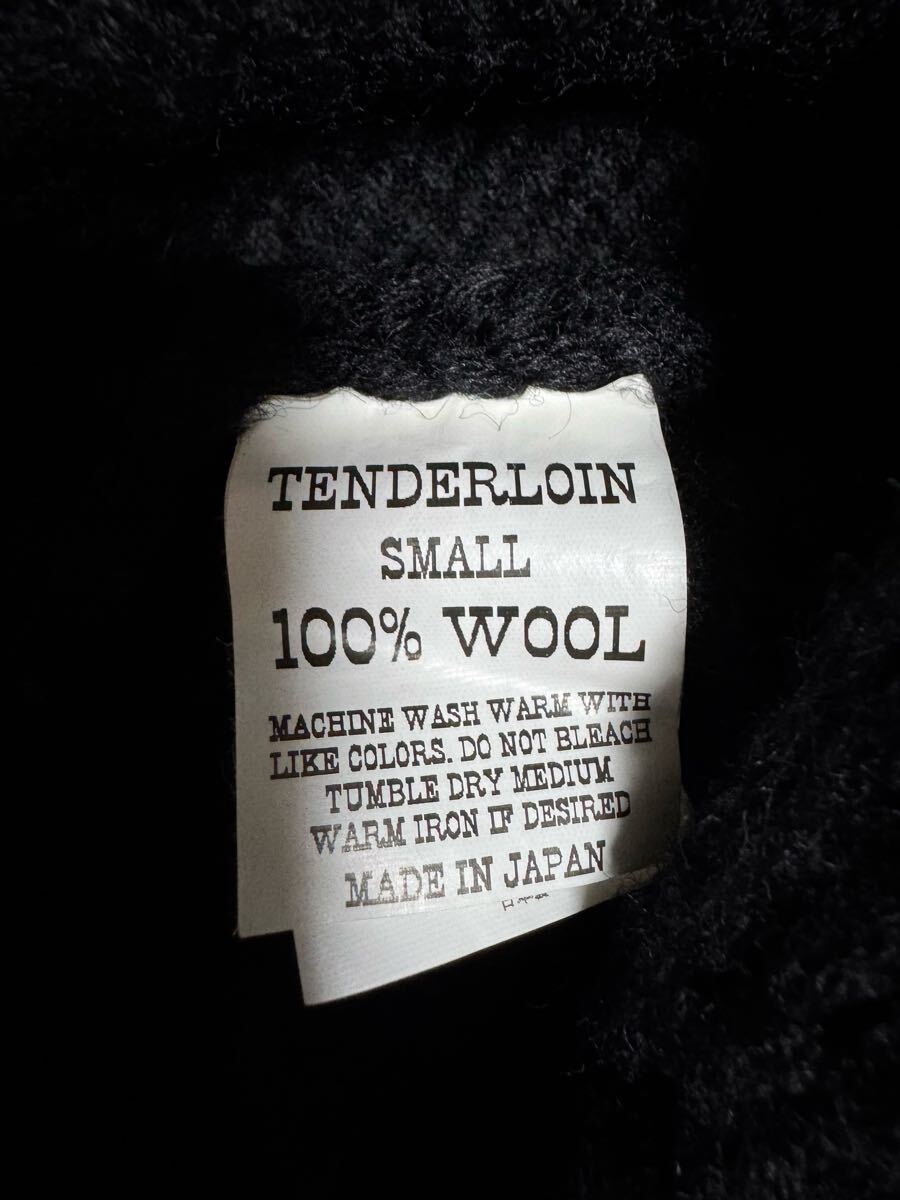 TENDERLOIN
SMALL
100% WOOL
MACHINE WASH WARM WITH
LIKE COLORS. DO NOT BLEACH
TUMBLE DRY MEDIUM
WARM IRON IF DESIRED
MADE IN JAPAN